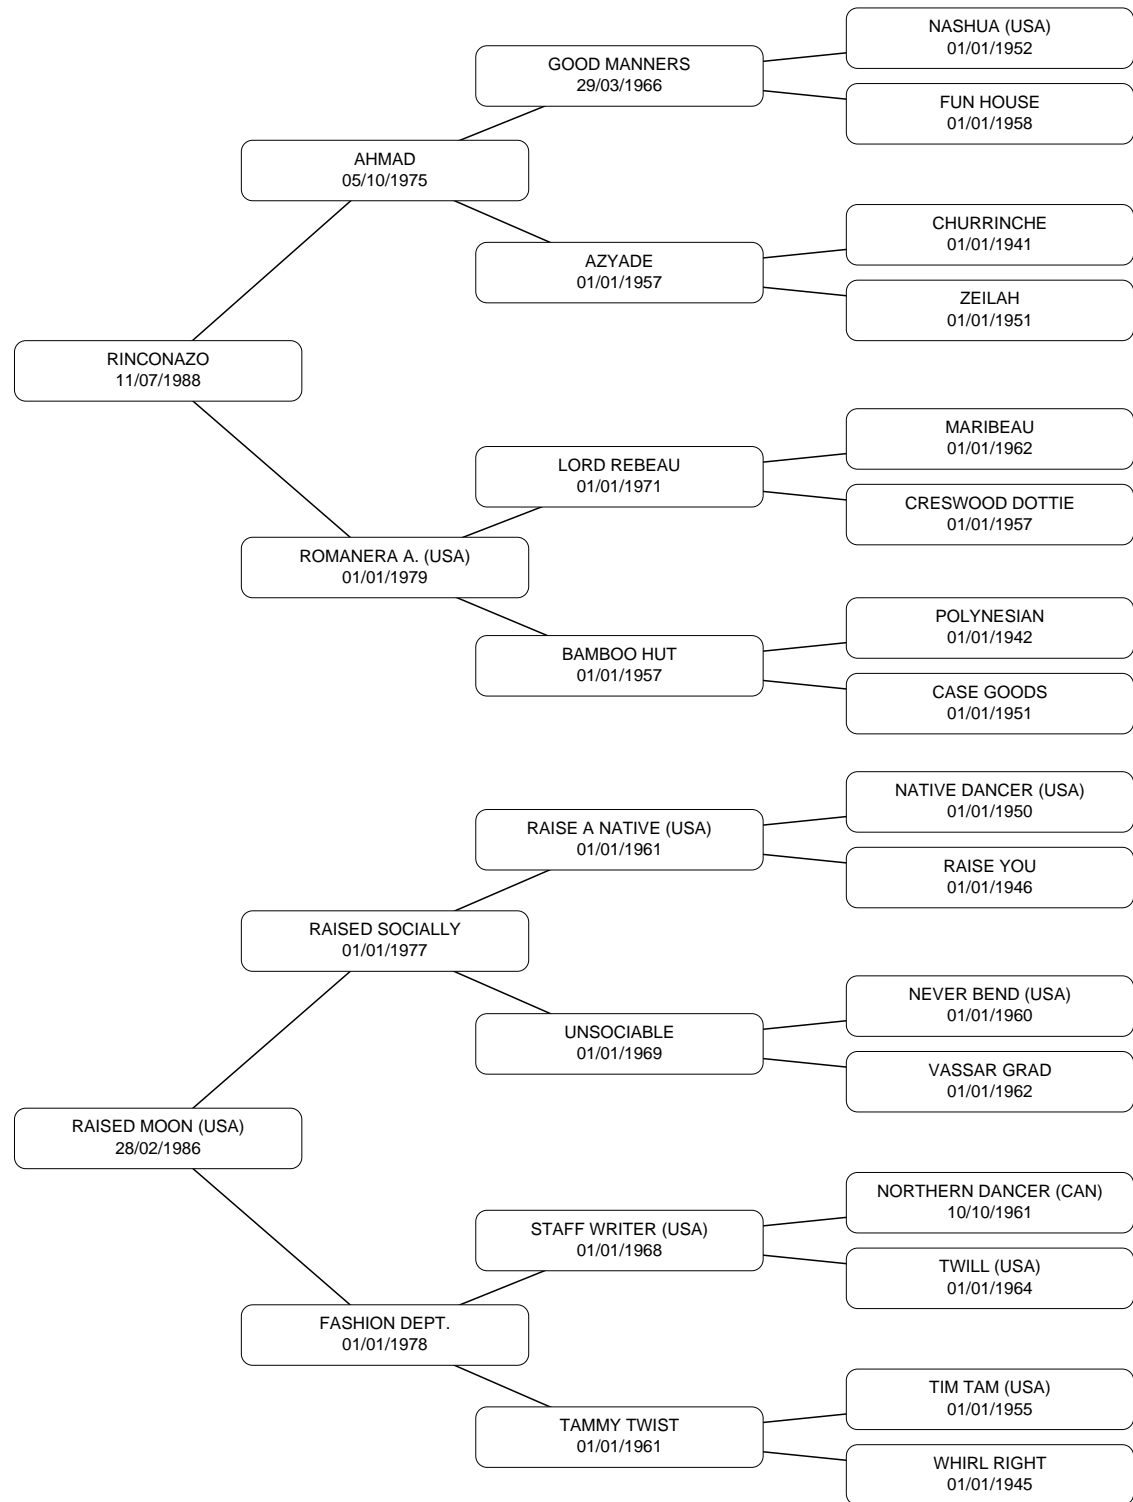 NASHUA (USA)
01/01/1952
GOOD MANNERS
29/03/1966
FUN HOUSE
01/01/1958
AHMAD
05/10/1975
CHURRINCHE
01/01/1941
AZYADE
01/01/1957
ZEILAH
01/01/1951
RINCONAZO
11/07/1988
MARIBEAU
01/01/1962
LORD REBEAU
01/01/1971
CRESWOOD DOTTIE
01/01/1957
ROMANERA A. (USA)
01/01/1979
POLYNESIAN
01/01/1942
BAMBOO HUT
01/01/1957
CASE GOODS
01/01/1951
NATIVE DANCER (USA)
01/01/1950
RAISE A NATIVE (USA)
01/01/1961
RAISE YOU
01/01/1946
RAISED SOCIALLY
01/01/1977
NEVER BEND (USA)
01/01/1960
UNSOCIABLE
01/01/1969
VASSAR GRAD
01/01/1962
RAISED MOON (USA)
28/02/1986
NORTHERN DANCER (CAN)
10/10/1961
STAFF WRITER (USA)
01/01/1968
TWILL (USA)
01/01/1964
FASHION DEPT.
01/01/1978
TIM TAM (USA)
01/01/1955
TAMMY TWIST
01/01/1961
WHIRL RIGHT
01/01/1945